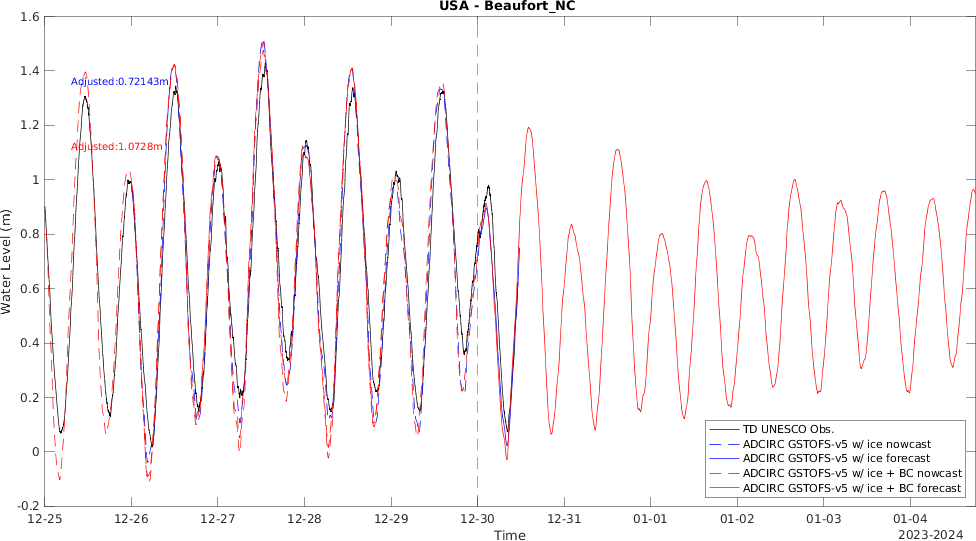 USA - Beaufort_NC
Water Level (m)
1.6
1.4
1.2
1
0.8
0.6
0.4
0.2
0
-0.2
Adjusted:0.72143m
Adjusted:1.0728m
TD UNESCO Obs.
ADCIRC GSTOFS-v5 w/ ice nowcast
ADCIRC GSTOFS-v5 w/ ice forecast
ADCIRC GSTOFS-v5 w/ ice + BC nowcast
ADCIRC GSTOFS-v5 w/ ice + BC forecast
12-25 12-26 12-27 12-28 12-29 12-30 12-31 01-01 01-02 01-03 01-04
Time
2023-2024